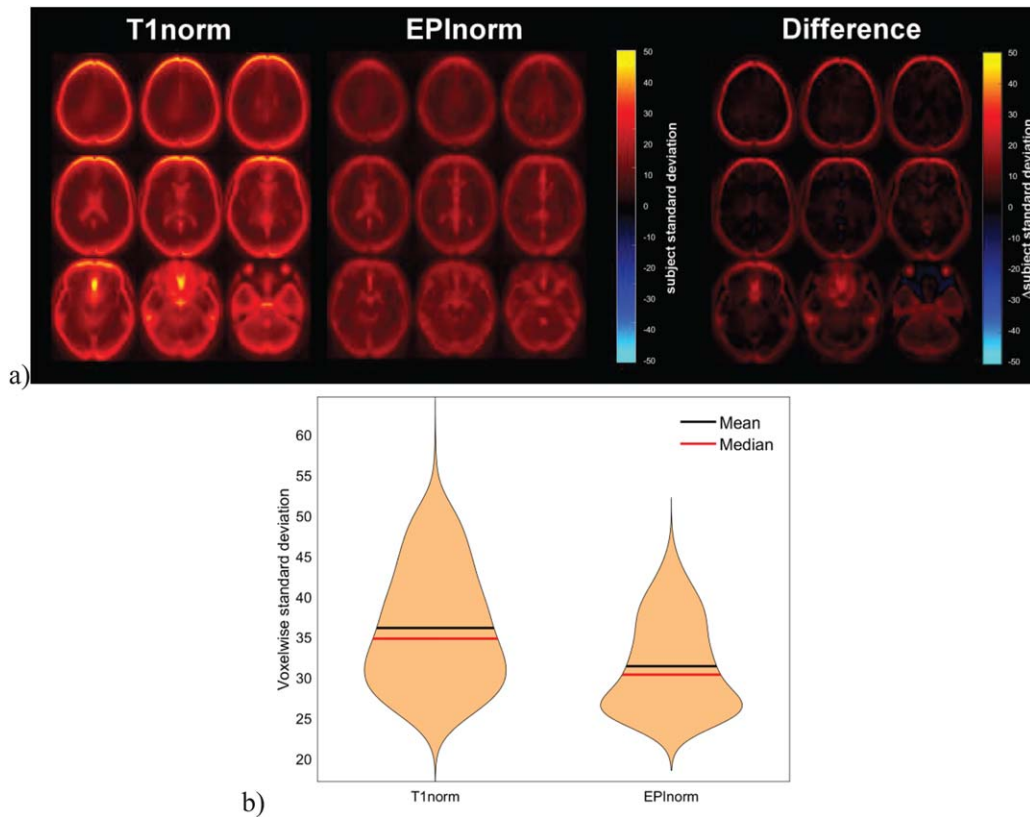 T1norm
EPInorm
Difference
50
40
30
20
10
0
-10
-20
-30
-40
-50
subject standard deviation
50
40
30
20
10
0
-10
-20
-30
-40
-50
Δsubject standard deviation
a)
Mean
Median
60
55
50
45
40
35
30
25
20
Voxelwise standard deviation
T1norm
EPInorm
b)